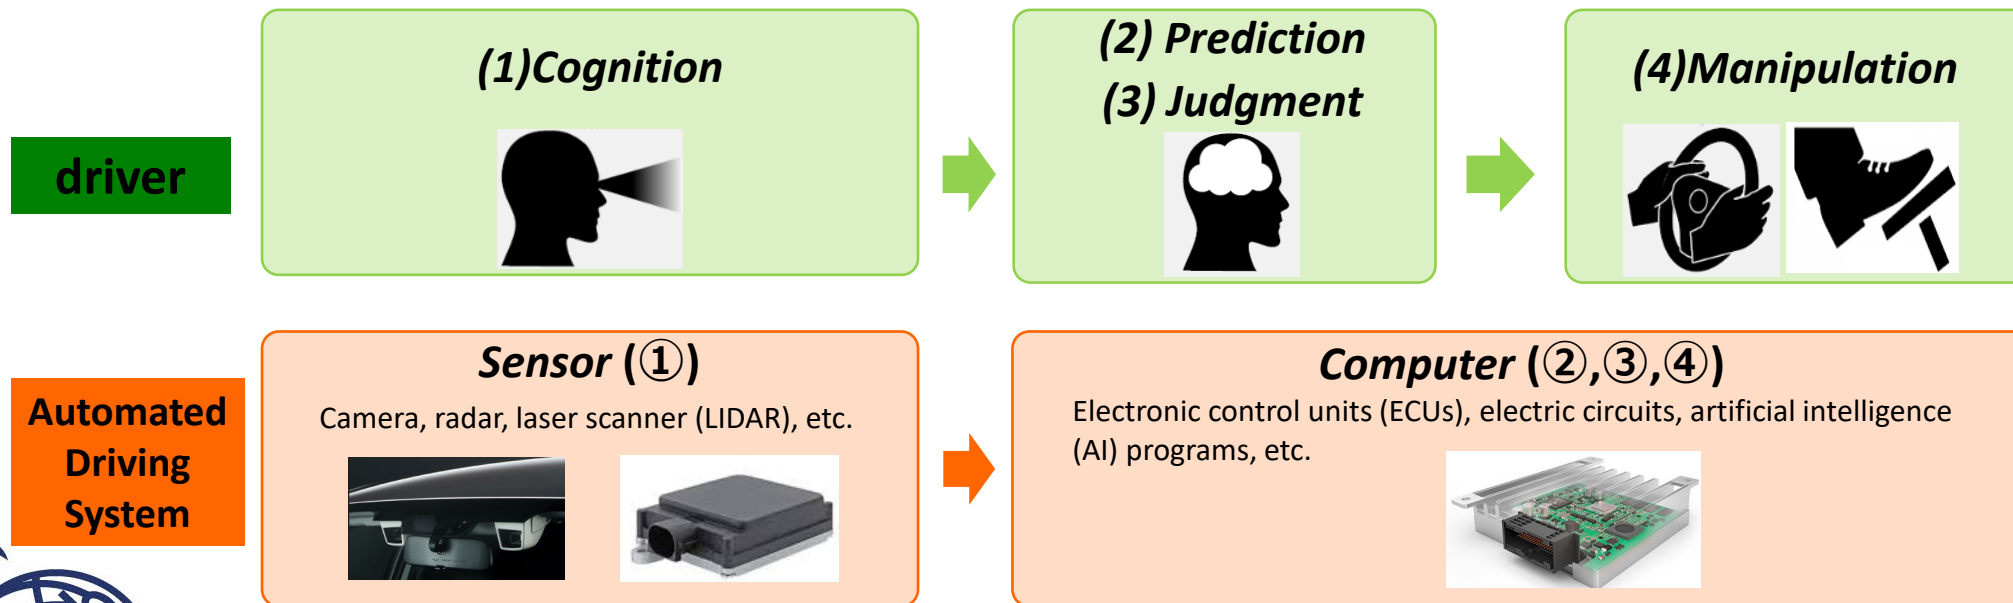 (1)Cognition
(2) Prediction
(3) Judgment
(4)Manipulation
driver
Sensor (①)
Camera, radar, laser scanner (LIDAR), etc.
Computer (②,③,④)
Electronic control units (ECUs), electric circuits, artificial intelligence
(AI) programs, etc.
Automated
Driving
System